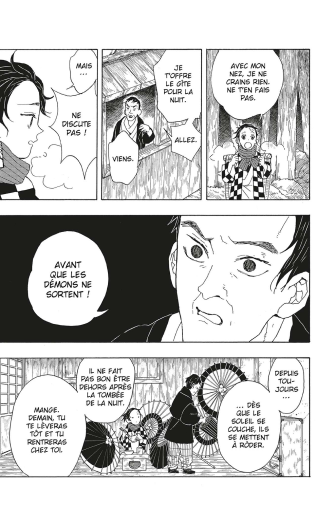 AVEC MON
NEZ, JE NE
CRAINS RIEN.
NE T'EN FAIS
PAS.
JE
T'OFFRE
LE GÎTE
POUR LA
NUIT.
ALLEZ.
VIENS.
MAIS
...
NE
DISCUTE
PAS !
AVANT
QUE LES
DÉMONS NE
SORTENT !
DEPUIS
TOU-
JOURS...
... DÈS
QUE LE
SOLEIL SE
COUCHE, ILS
SE METTENT
À RÔDER.
IL NE FAIT
PAS BON ÊTRE
DEHORS APRÈS
LA TOMBÉE
DE LA NUIT.
MANGE.
DEMAIN, TU
TE LÈVERAS
TÔT ET TU
RENTRERAS
CHEZ TOI.